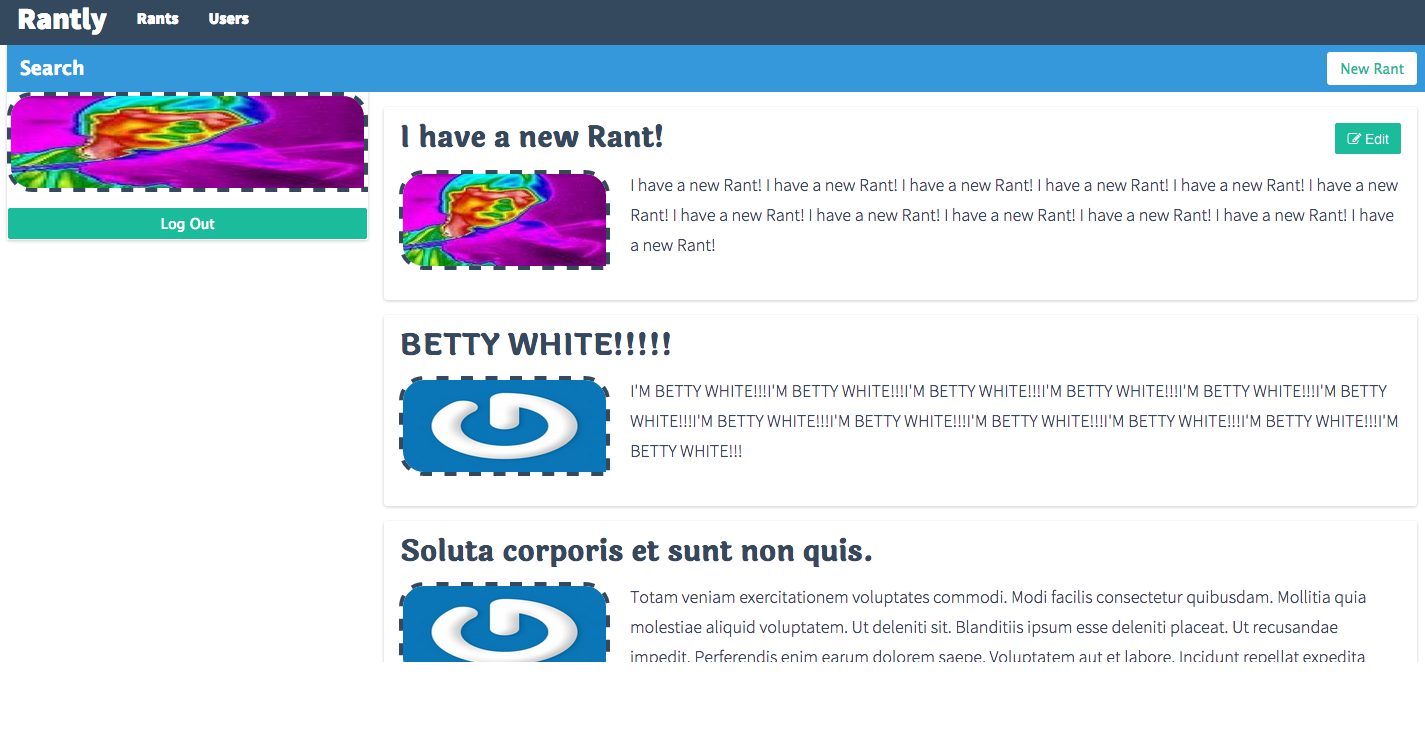 Rantly Rants Users
Search
New Rant
Log Out
I have a new Rant!
Edit
I have a new Rant! I have a new Rant! I have a new Rant! I have a new Rant! I have a new Rant! I have a new
Rant! I have a new Rant! I have a new Rant! I have a new Rant! I have a new Rant! I have a new Rant! I have
a new Rant!
BETTY WHITE!!!!!
I'M BETTY WHITE!!!I'M BETTY WHITE!!!I'M BETTY WHITE!!!I'M BETTY WHITE!!!I'M BETTY WHITE!!!I'M BETTY
WHITE!!!I'M BETTY WHITE!!!I'M BETTY WHITE!!!I'M BETTY WHITE!!!I'M BETTY WHITE!!!I'M BETTY WHITE!!!I'M
BETTY WHITE!!!
Soluta corporis et sunt non quis.
Totam veniam exercitationem voluptates commodi. Modi facilis consectetur quibusdam. Mollitia quia
molestiae aliquid voluptatem. Ut deleniti sit. Blanditiis ipsum esse deleniti placeat. Ut recusandae
impedit. Perferendis enim earum dolorem saepe. Voluptatem aut et labore. Incidunt repellat expedita